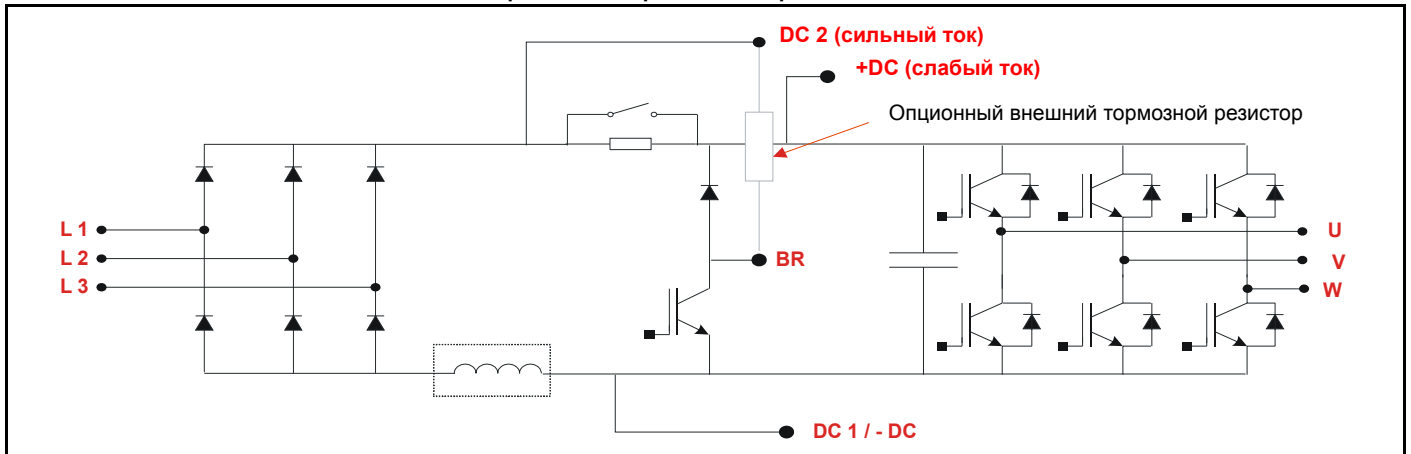 DC 2 (сильный ток)
+DC (слабый ток)
Опционный внешний тормозной резистор
L 1
L 2
L 3
BR
U
V
W
DC 1 / - DC